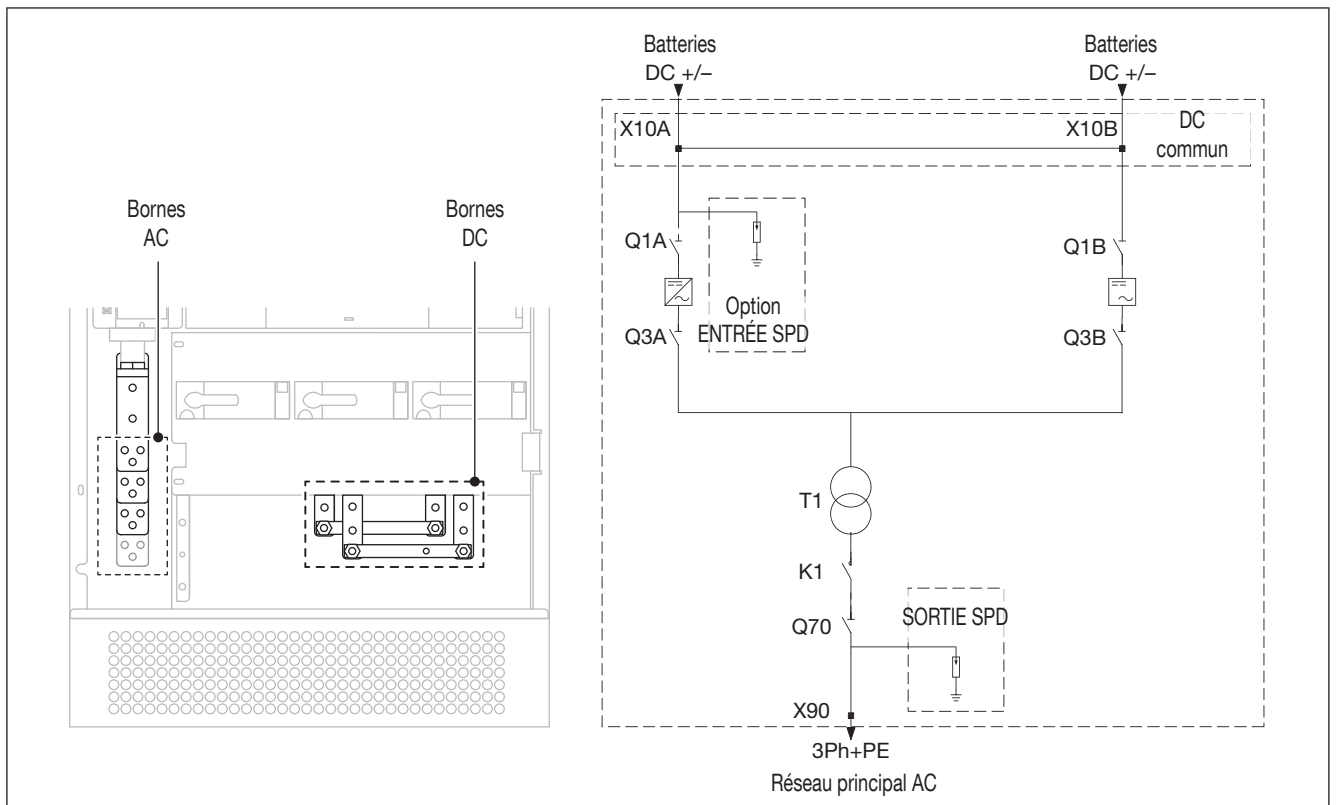 Batteries
DC +/–
Batteries
DC +/–
X10A
X10B
DC
commun
Bornes
AC
Bornes
DC
Q1A
Q1B
Option
ENTRÉE SPD
Q3A
Q3B
T1
K1
Q70
SORTIE SPD
X90
3Ph+PE
Réseau principal AC